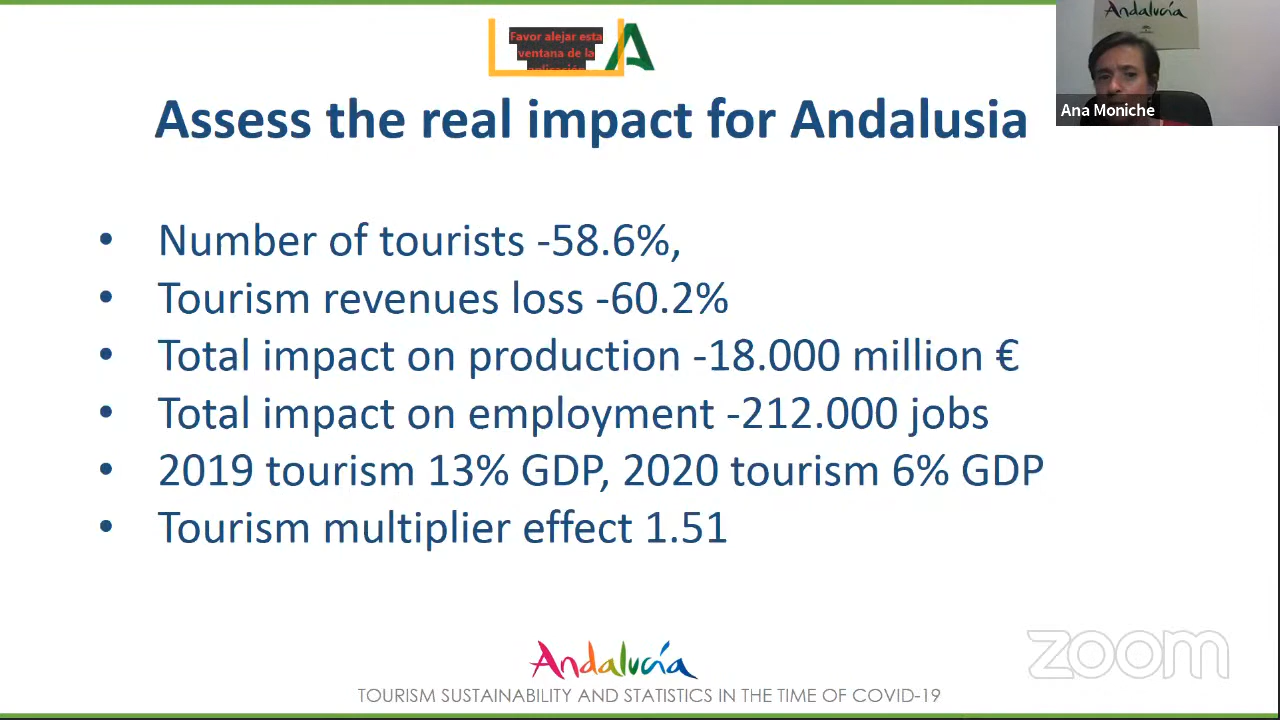 Andalucía
Favor alejar esta
ventana de la
aplicación
Ana Moniche
Assess the real impact for Andalusia
• Number of tourists -58.6%,
• Tourism revenues loss -60.2%
• Total impact on production -18.000 million €
• Total impact on employment -212.000 jobs
• 2019 tourism 13% GDP, 2020 tourism 6% GDP
• Tourism multiplier effect 1.51
Andalucía
zoom
TOURISM SUSTAINABILITY AND STATISTICS IN THE TIME OF COVID-19